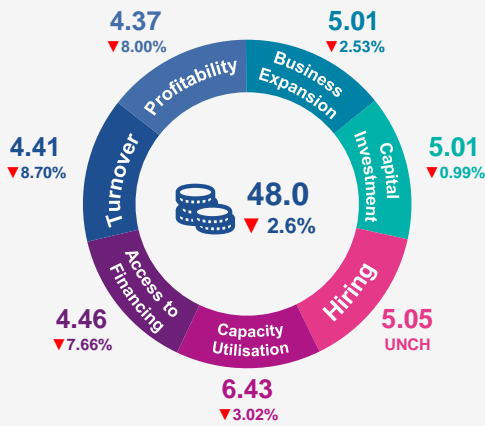 4.37
▼8.00%
5.01
▼2.53%
Profitability
Business
Expansion
4.41
▼8.70%
Turnover
48.0
▼ 2.6%
Capital
Investment
5.01
▼0.99%
Access to
Financing
Capacity
Utilisation
Hiring
4.46
▼7.66%
5.05
UNCH
6.43
▼3.02%